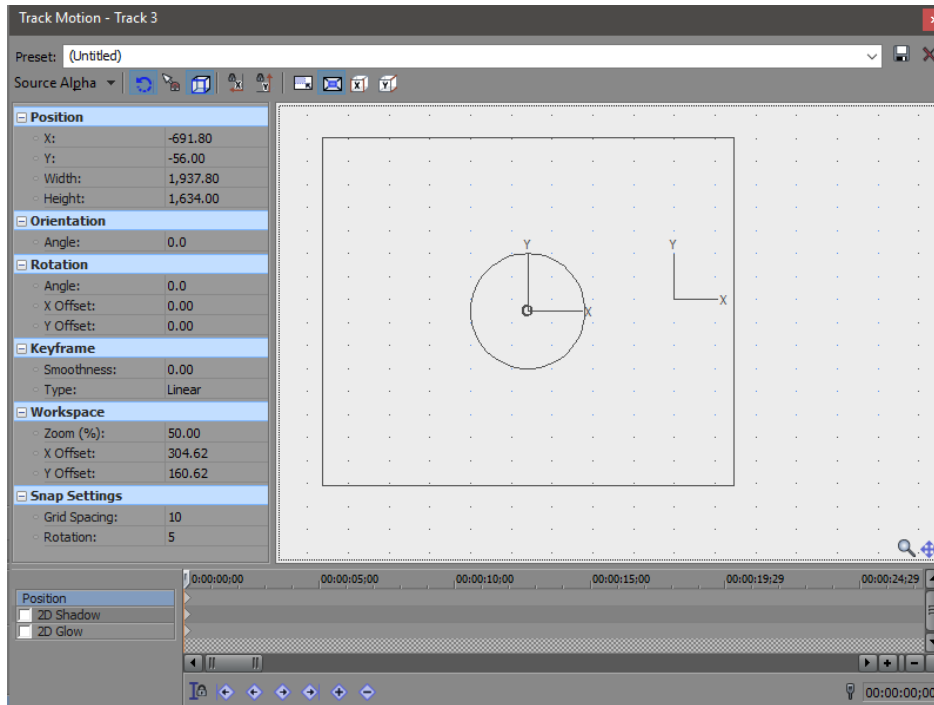 Track Motion - Track 3
Preset: (Untitled)
Source Alpha
Position
X: -691.80
Y: -56.00
Width: 1,937.80
Height: 1,634.00
Orientation
Angle: 0.0
Rotation
Angle: 0.0
X Offset: 0.00
Y Offset: 0.00
Keyframe
Smoothness: 0.00
Type: Linear
Workspace
Zoom (%): 50.00
X Offset: 304.62
Y Offset: 160.62
Snap Settings
Grid Spacing: 10
Rotation: 5
Y Y
X X
0:00:00:00 00:00:05:00 00:00:10:00 00:00:15:00 00:00:19:29 00:00:24:29
Position
2D Shadow
2D Glow
00:00:00;00